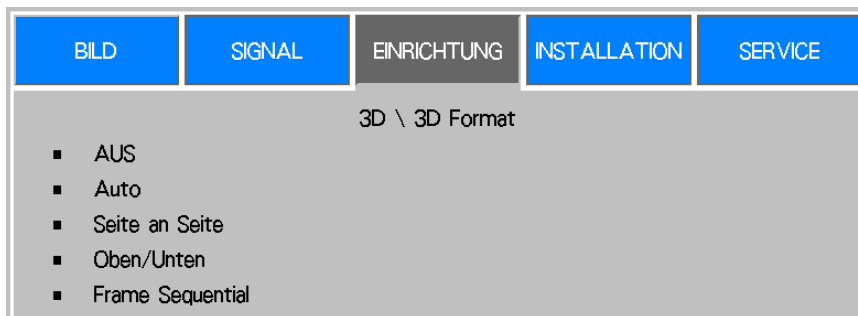 BILD SIGNAL EINRICHTUNG INSTALLATION SERVICE
3D \ 3D Format
▪ AUS
▪ Auto
▪ Seite an Seite
▪ Oben/Unten
▪ Frame Sequential